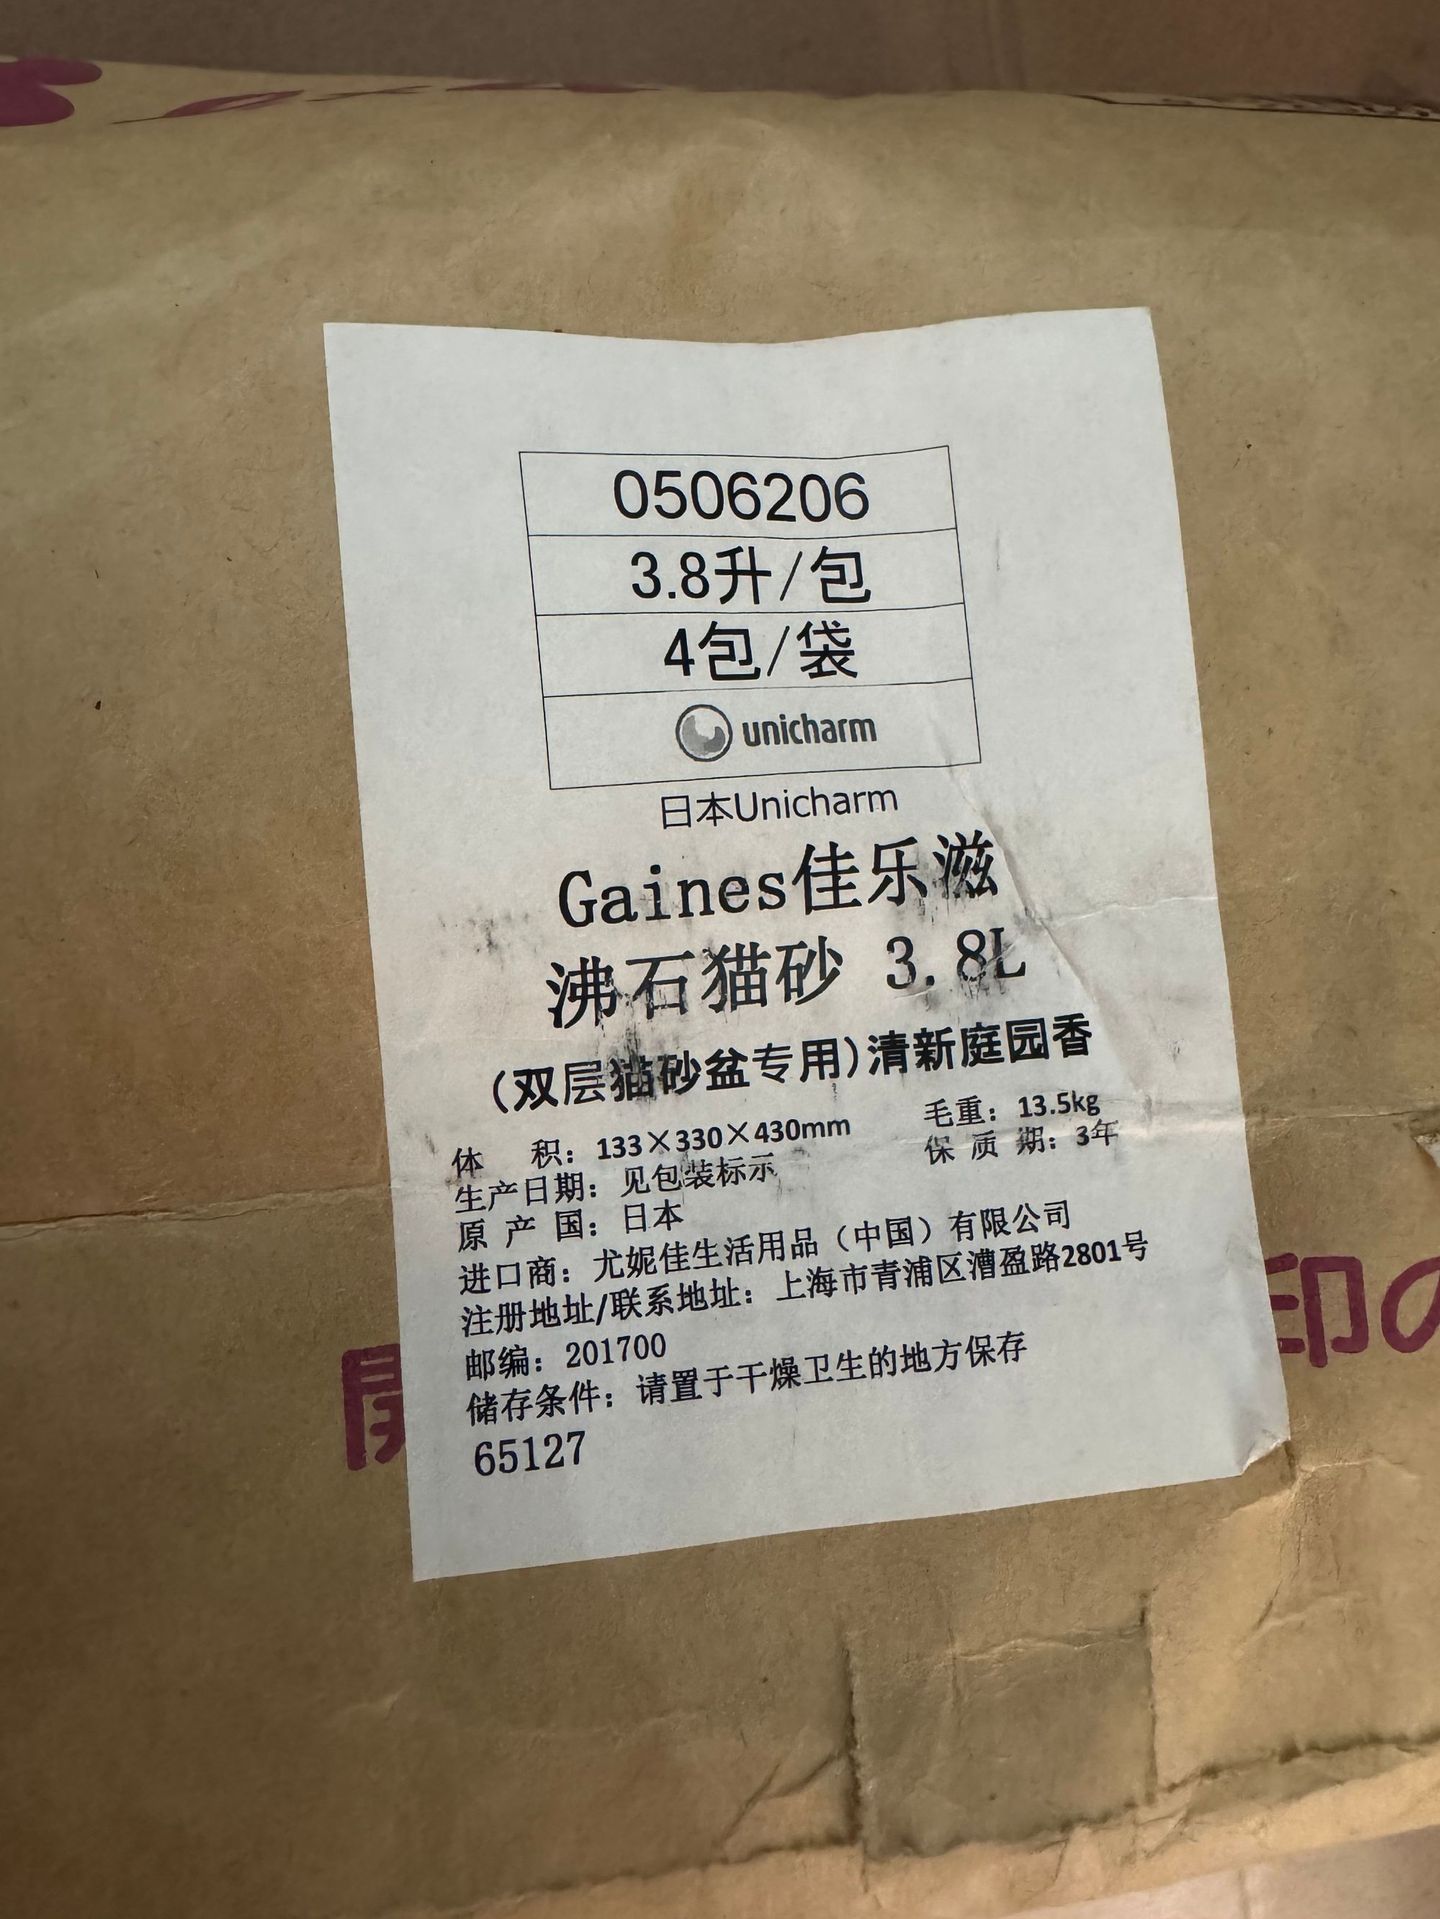 0506206
3.8升/包
4包/袋
unicharm
日本Unicharm
Gaines佳乐滋
沸石猫砂 3.8L
（双层猫砂盆专用）清新庭园香
体 积：133×330×430mm 毛重：13.5kg
生产日期：见包装标示 保 质 期：3年
原 产 国：日本
进口商：尤妮佳生活用品（中国）有限公司
注册地址/联系地址：上海市青浦区漕盈路2801号
邮编：201700
储存条件：请置于干燥卫生的地方保存
65127
印の